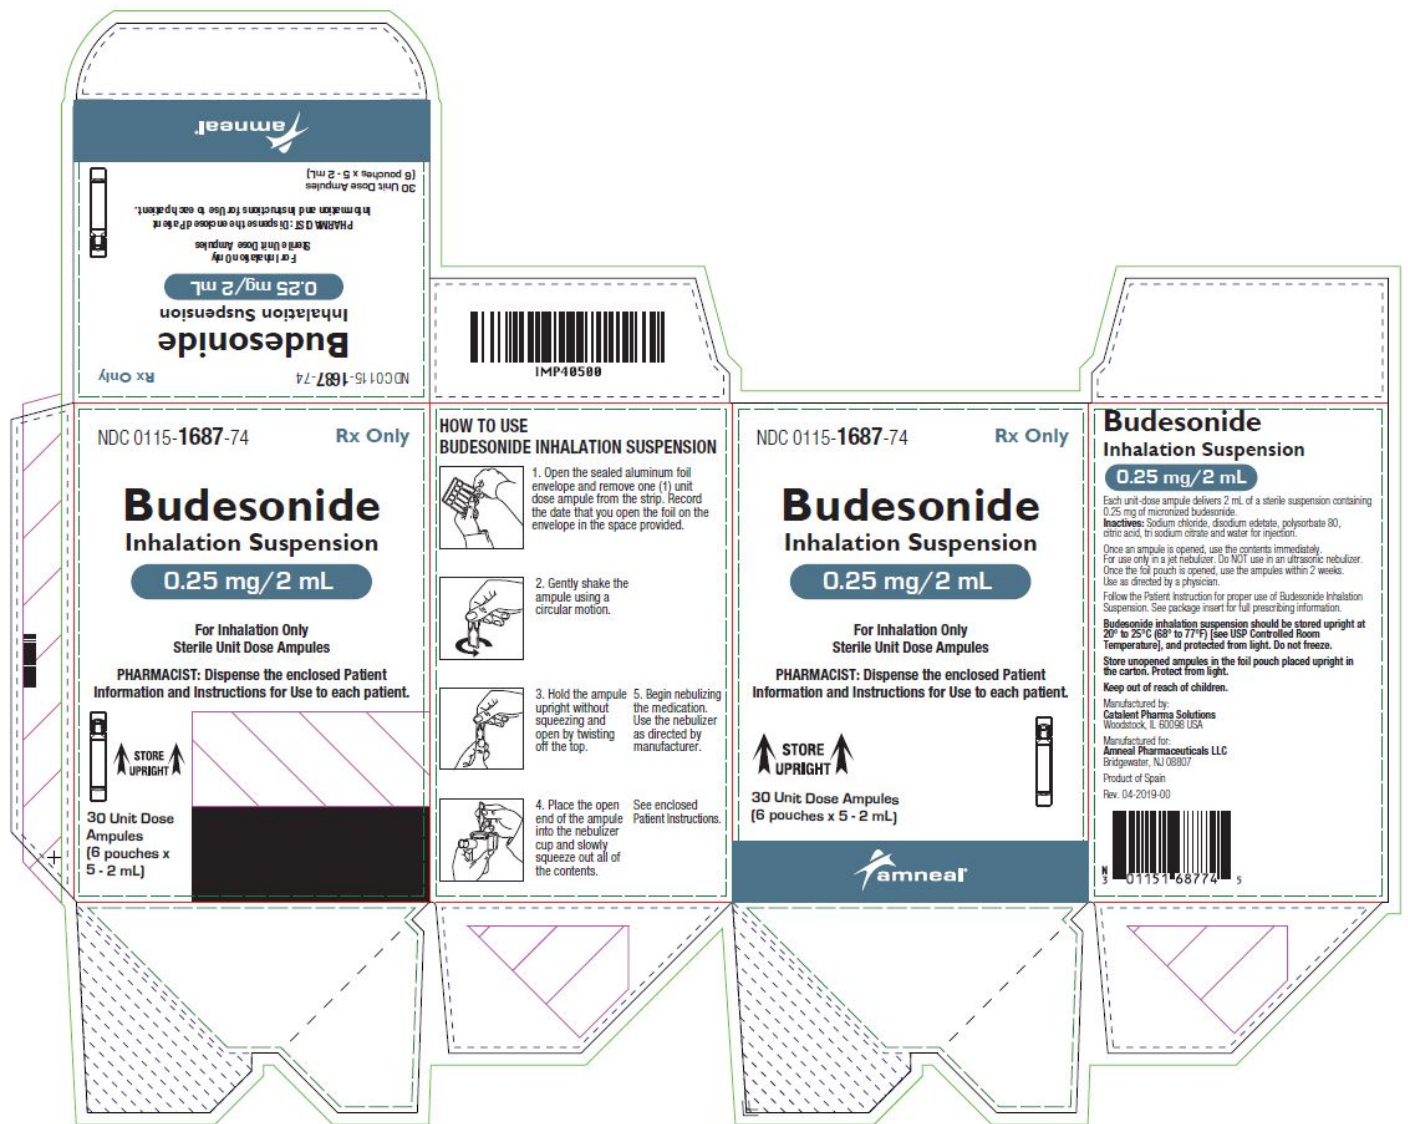 amneal
30 Unit Dose Ampules
(6 pouches x 5 - 2 mL)
PHARMACIST: Dispense the enclosed Patient
Information and Instructions for Use to each patient.
For Inhalation Only
Sterile Unit Dose Ampules
0.25 mg/2 mL
Budesonide
Inhalation Suspension
NDC 0115-1687-74
Rx Only
IMP40500
NDC 0115-1687-74
Rx Only
Budesonide
Inhalation Suspension
0.25 mg/2 mL
For Inhalation Only
Sterile Unit Dose Ampules
PHARMACIST: Dispense the enclosed Patient
Information and Instructions for Use to each patient.
STORE
UPRIGHT
30 Unit Dose
Ampules
(6 pouches x
5 - 2 mL)
HOW TO USE
BUDESONIDE INHALATION SUSPENSION
1. Open the sealed aluminum foil
envelope and remove one (1) unit
dose ampule from the strip. Record
the date that you open the foil on the
envelope in the space provided.
2. Gently shake the
ampule using a
circular motion.
3. Hold the ampule
upright without
squeezing and
open by twisting
off the top.
4. Place the open
end of the ampule
into the nebulizer
cup and slowly
squeeze out all of
the contents.
5. Begin nebulizing
the medication.
Use the nebulizer
as directed by
manufacturer.
See enclosed
Patient Instructions.
NDC 0115-1687-74
Rx Only
Budesonide
Inhalation Suspension
0.25 mg/2 mL
For Inhalation Only
Sterile Unit Dose Ampules
PHARMACIST: Dispense the enclosed Patient
Information and Instructions for Use to each patient.
STORE
UPRIGHT
30 Unit Dose Ampules
(6 pouches x 5 - 2 mL)
amneal
Budesonide
Inhalation Suspension
0.25 mg/2 mL
Each unit-dose ampule delivers 2 mL of a sterile suspension containing
0.25 mg of micronized budesonide.
Inactives: Sodium chloride, disodium edetate, polysorbate 80,
citric acid, tri sodium citrate and water for injection.
Once an ampule is opened, use the contents immediately.
For use only in a jet nebulizer. Do NOT use in an ultrasonic nebulizer.
Once the foil pouch is opened, use the ampules within 2 weeks.
Use as directed by a physician.
Follow the Patient Instruction for proper use of Budesonide Inhalation
Suspension. See package insert for full prescribing information.
Budesonide inhalation suspension should be stored upright at
20° to 25°C (68° to 77°F) [see USP Controlled Room
Temperature], and protected from light. Do not freeze.
Store unopened ampules in the foil pouch placed upright in
the carton. Protect from light.
Keep out of reach of children.
Manufactured by:
Catalent Pharma Solutions
Woodstock, IL 60098 USA
Manufactured for:
Amneal Pharmaceuticals LLC
Bridgewater, NJ 08807
Product of Spain
Rev. 04-2019-00
N
3 01151 68774 5